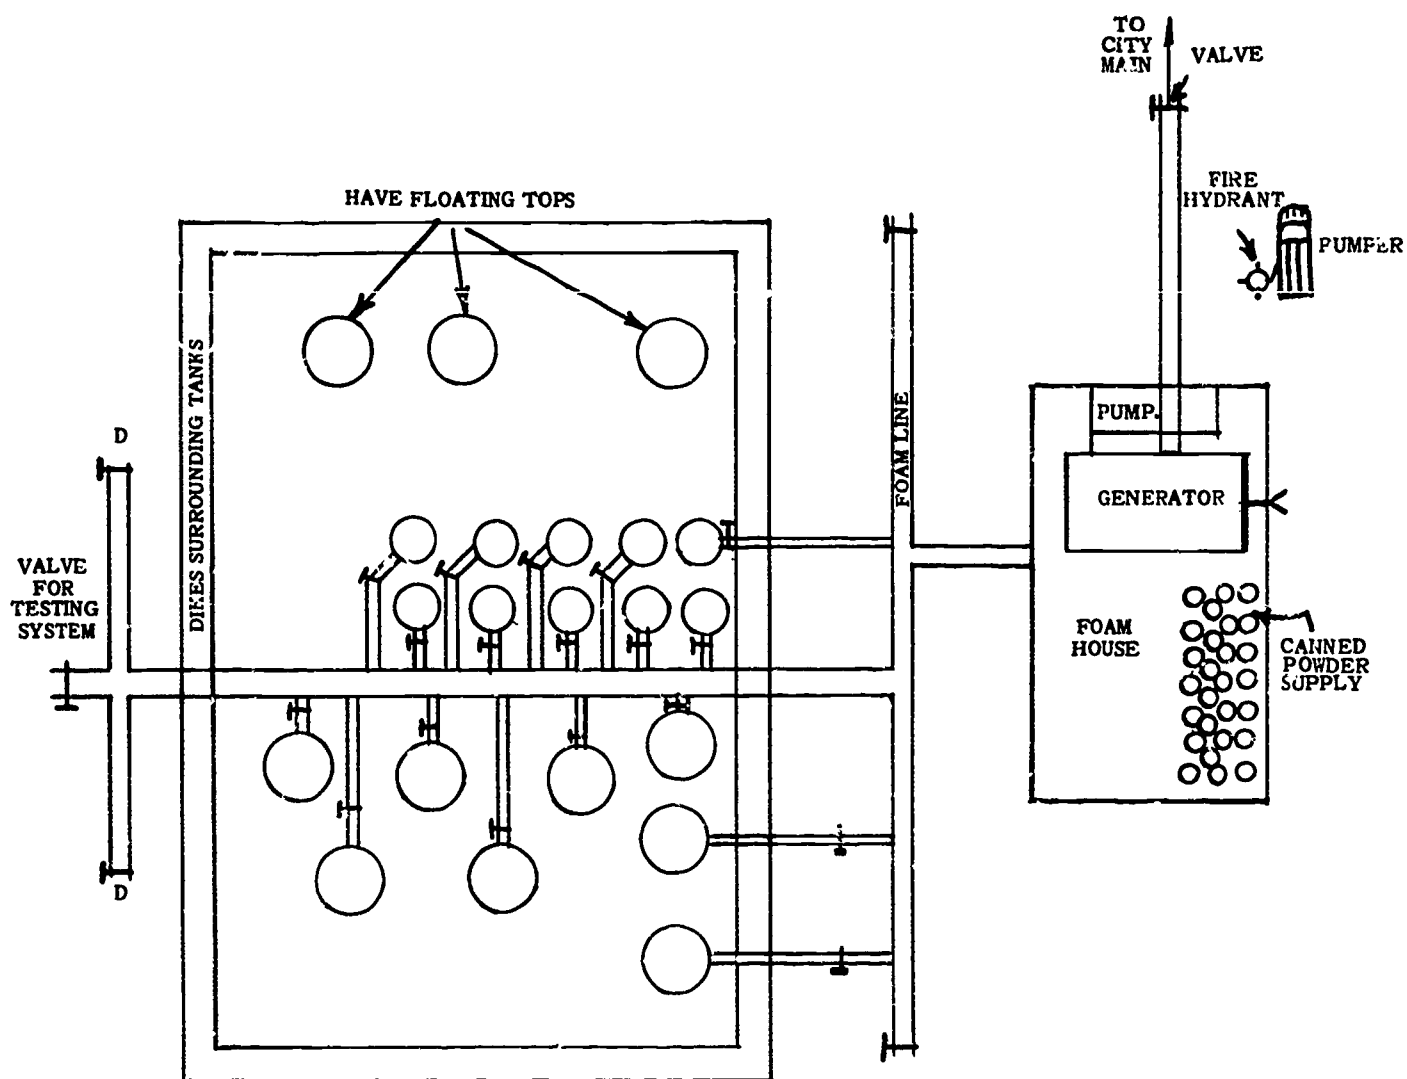 TO
CITY
MAIN
VALVE
FIRE
HYDRANT
PUMPER
HAVE FLOATING TOPS
DIKES SURROUNDING TANKS
FOAM LINE
PUMP.
GENERATOR
D
VALVE
FOR
TESTING
SYSTEM
FOAM
HOUSE
CANNED
POWDER
SUPPLY
D